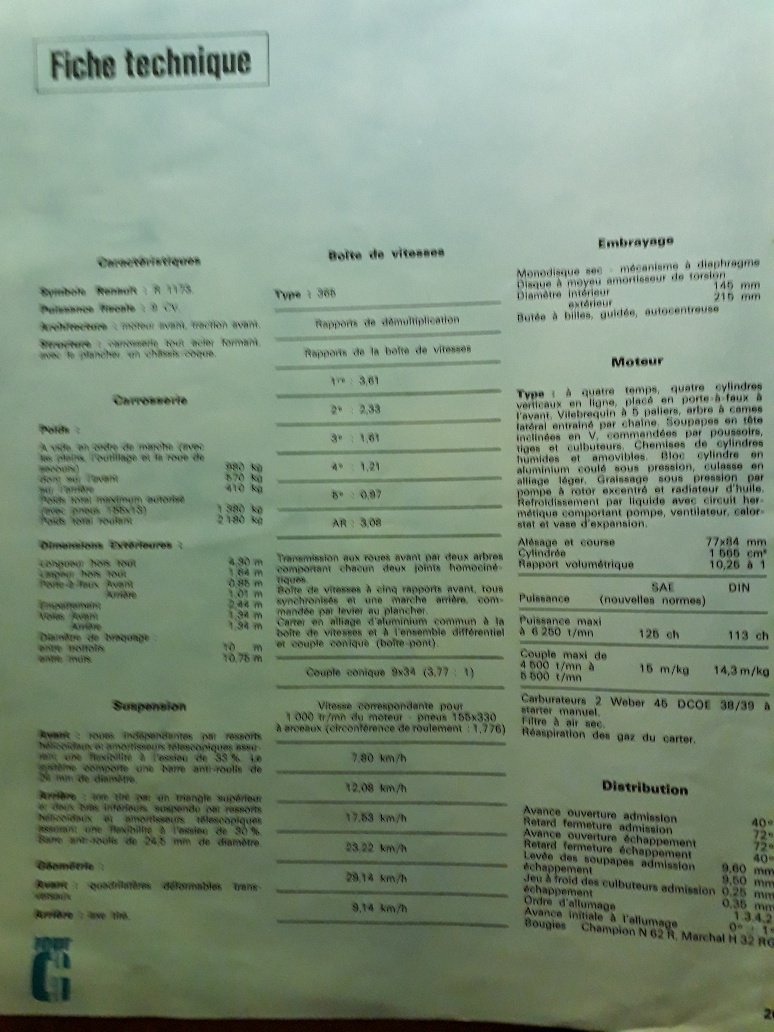 Fiche technique
Caractéristiques
Symbole Renault : R 1173.
Puissance fiscale : 9 CV.
Architecture : moteur avant, traction avant.
Structure : carrosserie tout acier formant
avec le plancher un châssis coque.
Carrosserie
Poids :
A vide en ordre de marche (avec
les pleins, l'outillage et la roue de
secours) 980 kg
dont sur l'avant 570 kg
sur l'arrière 410 kg
Poids total maximum autorisé
(avec pneus 155x13) 1 380 kg
Poids total roulant 2 180 kg
Dimensions Extérieures :
Longueur hors tout 4,30 m
Largeur hors tout 1,64 m
Porte-à-faux Avant 0,85 m
Arrière 1,01 m
Empattement 2,44 m
Voies Avant 1,34 m
Arrière 1,34 m
Diamètre de braquage :
entre trottoirs 10 m
entre murs 10,75 m
Suspension
Avant : roues indépendantes par ressorts
hélicoïdaux et amortisseurs télescopiques assu-
rant une flexibilité à l'essieu de 33 %. Le
système comporte une barre anti-roulis de
mm de diamètre.
Arrière : axe tiré par un triangle supérieur
et deux bras inférieurs, suspendu par ressorts
hélicoïdaux et amortisseurs télescopiques
assurant une flexibilité à l'essieu de 30 %.
Barre anti-roulis de 24,5 mm de diamètre.
Géométrie :
Avant : quadrilatères déformables trans-
versaux.
Arrière : axe tiré.
Boîte de vitesses
Type : 365
Rapports de démultiplication
Rapports de la boîte de vitesses
1re : 3,61
2e : 2,33
3e : 1,61
4e : 1,21
5e : 0,97
AR : 3,08
Transmission aux roues avant par deux arbres
comportant chacun deux joints homociné-
tiques.
Boîte de vitesses à cinq rapports avant, tous
synchronisés et une marche arrière, com-
mandée par levier au plancher.
Carter en alliage d'aluminium commun à la
boîte de vitesses et à l'ensemble différentiel
et couple conique (boîte-pont).
Couple conique 9x34 (3,77 : 1)
Vitesse correspondante pour
1 000 tr/mn du moteur - pneus 155x330
à arceaux (circonférence de roulement : 1,776)
7,80 km/h
12,08 km/h
17,53 km/h
23,22 km/h
29,14 km/h
9,14 km/h
Embrayage
Monodisque sec - mécanisme à diaphragme
Disque à moyeu amortisseur de torsion
Diamètre intérieur 145 mm
extérieur 215 mm
Butée à billes, guidée, autocentreuse
Moteur
Type : à quatre temps, quatre cylindres
verticaux en ligne, placé en porte-à-faux à
l'avant. Vilebrequin à 5 paliers, arbre à cames
latéral entraîné par chaîne. Soupapes en tête
inclinées en V, commandées par poussoirs,
tiges et culbuteurs. Chemises de cylindres
humides et amovibles. Bloc cylindre en
aluminium coulé sous pression, culasse en
alliage léger. Graissage sous pression par
pompe à rotor excentré et radiateur d'huile.
Refroidissement par liquide avec circuit her-
métique comportant pompe, ventilateur, calor-
stat et vase d'expansion.
Alésage et course 77x84 mm
Cylindrée 1 565 cm³
Rapport volumétrique 10,25 à 1
SAE DIN
Puissance (nouvelles normes)
Puissance maxi
à 6 250 t/mn 125 ch 113 ch
Couple maxi de
4 500 t/mn à 15 m/kg 14,3 m/kg
5 500 t/mn
Carburateurs 2 Weber 45 DCOE 38/39 à
starter manuel.
Filtre à air sec.
Réaspiration des gaz du carter.
Distribution
Avance ouverture admission 40°
Retard fermeture admission 72°
Avance ouverture échappement 72°
Retard fermeture échappement 40°
Levée des soupapes admission 9,60 mm
échappement 9,50 mm
Jeu à froid des culbuteurs admission 0,25 mm
échappement 0,35 mm
Ordre d'allumage 1.3.4.2
Avance initiale à l'allumage 0° : 1°
Bougies Champion N 62 R, Marchal H 32 RG